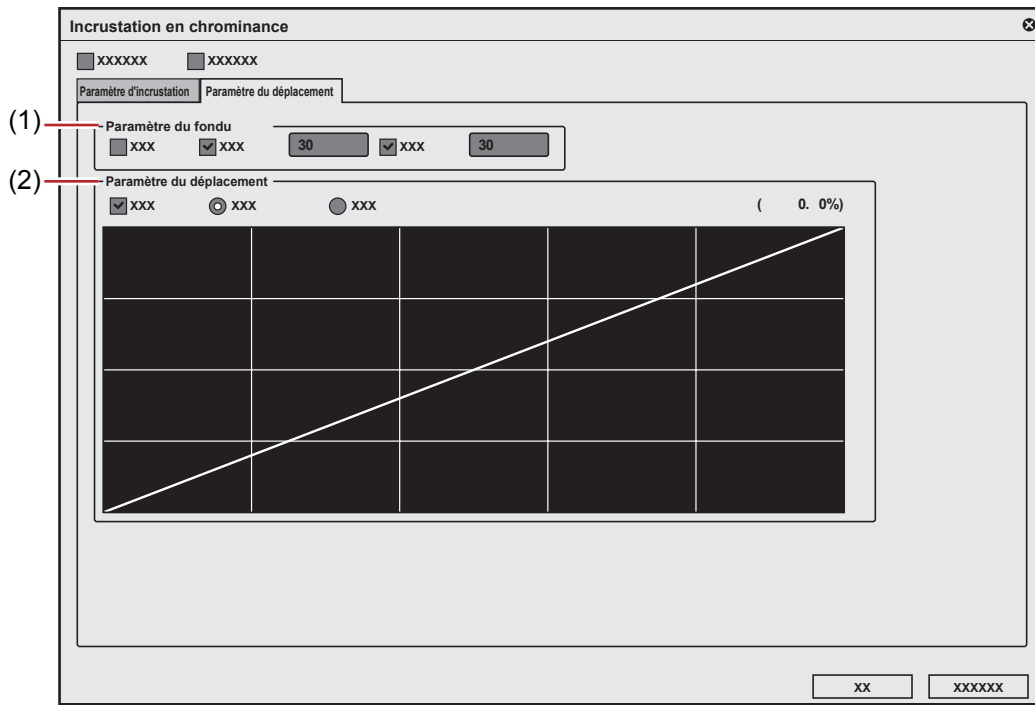 Incrustation en chrominance
xxxxxx xxxxxx
Paramètre d'incrustation Paramètre du déplacement
(1) Paramètre du fondu
xxx xxx 30 xxx 30
(2) Paramètre du déplacement
xxx xxx xxx ( 0. 0%)
xx xxxxxx